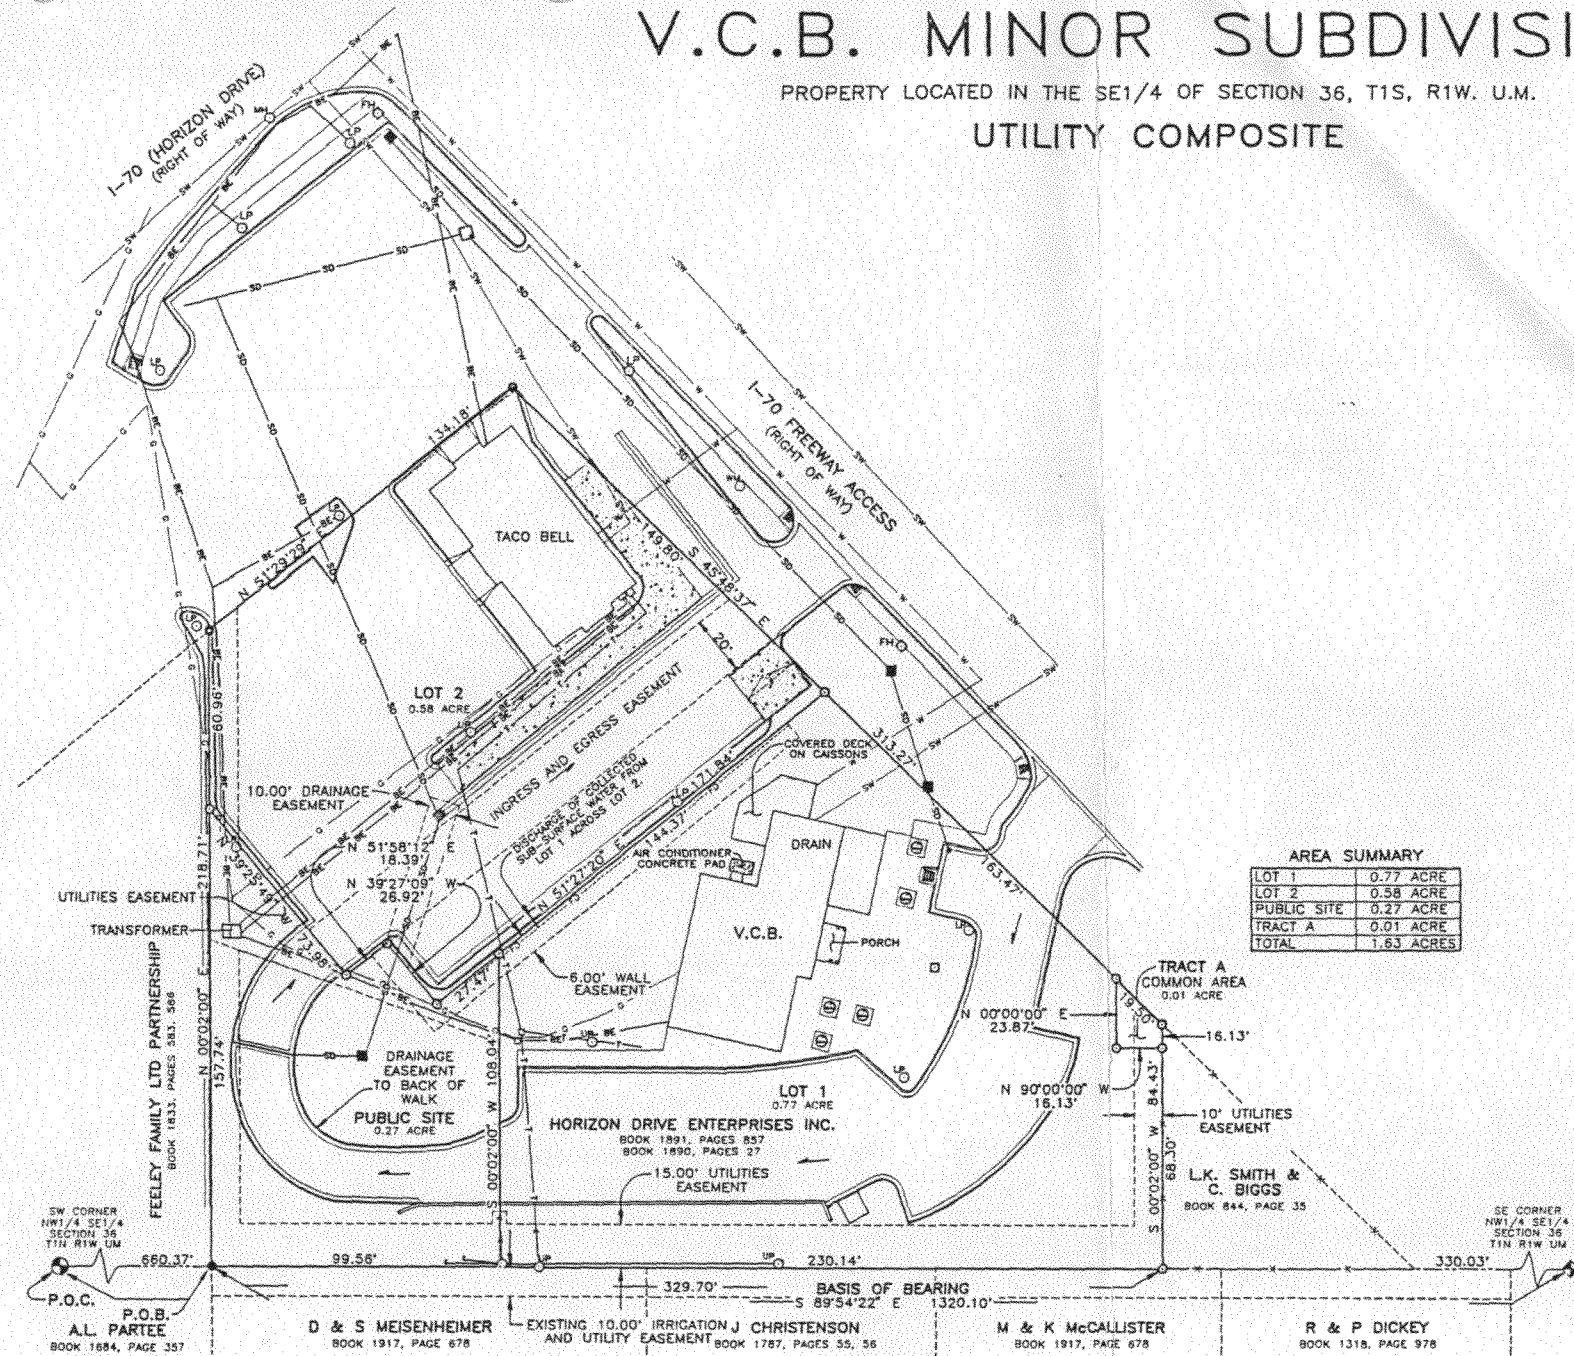 V.C.B. MINOR SUBDIVISI
PROPERTY LOCATED IN THE SE1/4 OF SECTION 36, T1S, R1W. U.M.
UTILITY COMPOSITE
I-70 (HORIZON DRIVE)
(RIGHT OF WAY)
I-70 FREEWAY ACCESS
(RIGHT OF WAY)
MH
FH
LP
LP
134.18'
N 51°29'29"
TACO BELL
149.80'
S 45°48'37" E
20'
FH
60.96'
LOT 2
0.58 ACRE
INGRESS AND EGRESS EASEMENT
313.27'
COVERED DECK
ON CAISSONS
10.00' DRAINAGE
EASEMENT
DISCHARGE OF COLLECTED
SUB-SURFACE WATER FROM
LOT 1 ACROSS LOT 2.
171.84'
144.37'
N 51°27'20" E
N 51°58'12" E
18.39'
N 39°27'09" W
26.92'
AIR CONDITIONER
CONCRETE PAD
DRAIN
163.47'
218.71'
N 39°25'49" W
73.98'
UTILITIES EASEMENT
TRANSFORMER
V.C.B.
PORCH
6.00' WALL
EASEMENT
27.47'
AREA SUMMARY
LOT 1 0.77 ACRE
LOT 2 0.58 ACRE
PUBLIC SITE 0.27 ACRE
TRACT A 0.01 ACRE
TOTAL 1.63 ACRES
TRACT A
COMMON AREA
0.01 ACRE
19.50'
N 00°00'00" E
23.87'
16.13'
N 90°00'00" W
16.13'
84.43'
10' UTILITIES
EASEMENT
S 00°02'00" W
68.30'
FEELEY FAMILY LTD PARTNERSHIP
BOOK 1833, PAGES 583, 586
N 00°02'00" E
157.74'
DRAINAGE
EASEMENT
TO BACK OF
WALK
PUBLIC SITE
0.27 ACRE
S 00°02'00" W 108.04'
LOT 1
0.77 ACRE
HORIZON DRIVE ENTERPRISES INC.
BOOK 1891, PAGES 857
BOOK 1890, PAGES 27
15.00' UTILITIES
EASEMENT
L.K. SMITH &
C. BIGGS
BOOK 844, PAGE 35
SW CORNER
NW1/4 SE1/4
SECTION 36
T1N R1W UM
SE CORNER
NW1/4 SE1/4
SECTION 36
T1N R1W UM
660.37'
99.56'
UP
UP
230.14'
330.03'
329.70'
BASIS OF BEARING
S 89°54'22" E 1320.10'
P.O.C.
P.O.B.
A.L. PARTEE
BOOK 1684, PAGE 357
D & S MEISENHEIMER
BOOK 1917, PAGE 678
EXISTING 10.00' IRRIGATION
AND UTILITY EASEMENT
J CHRISTENSON
BOOK 1787, PAGES 55, 56
M & K McCALLISTER
BOOK 1917, PAGE 678
R & P DICKEY
BOOK 1318, PAGE 978